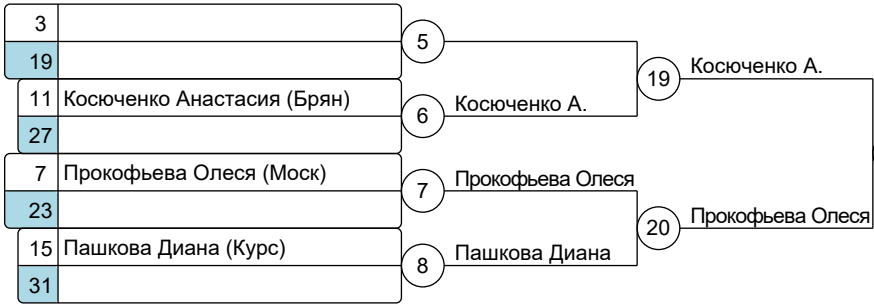 3
19
5
11 Косюченко Анастасия (Брян)
27
6
Косюченко А.
19
Косюченко А.
7 Прокофьева Олеся (Моск)
23
7
Прокофьева Олеся
15 Пашкова Диана (Курс)
31
8
Пашкова Диана
20
Прокофьева Олеся